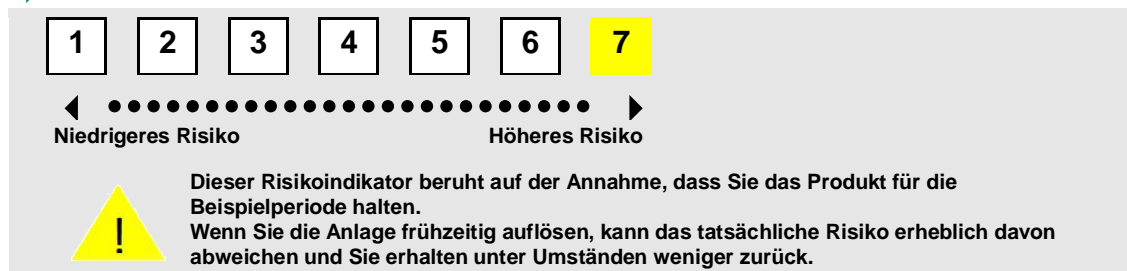 1 2 3 4 5 6 7
Niedrigeres Risiko Höheres Risiko
Dieser Risikoindikator beruht auf der Annahme, dass Sie das Produkt für die
Beispielperiode halten.
Wenn Sie die Anlage frühzeitig auflösen, kann das tatsächliche Risiko erheblich davon
abweichen und Sie erhalten unter Umständen weniger zurück.
!